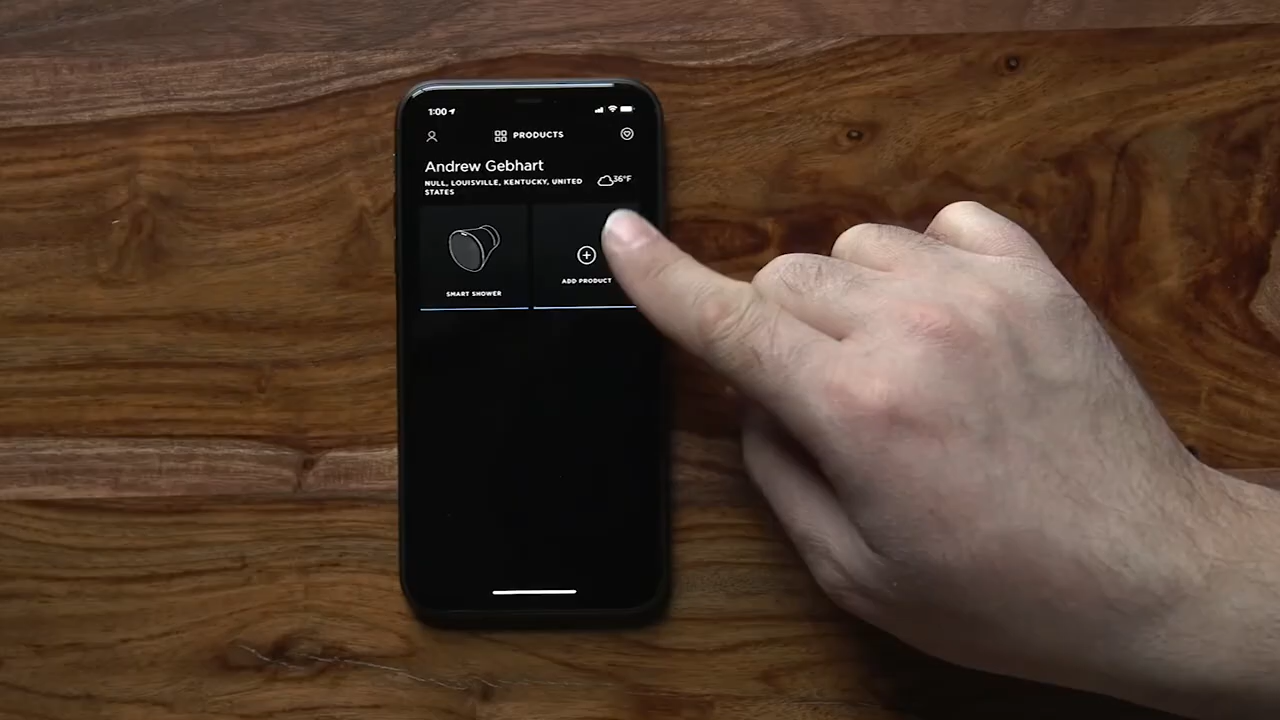 1:00
PRODUCTS
Andrew Gebhart
NULL, LOUISVILLE, KENTUCKY, UNITED
STATES
36°F
SMART SHOWER
ADD PRODUCT